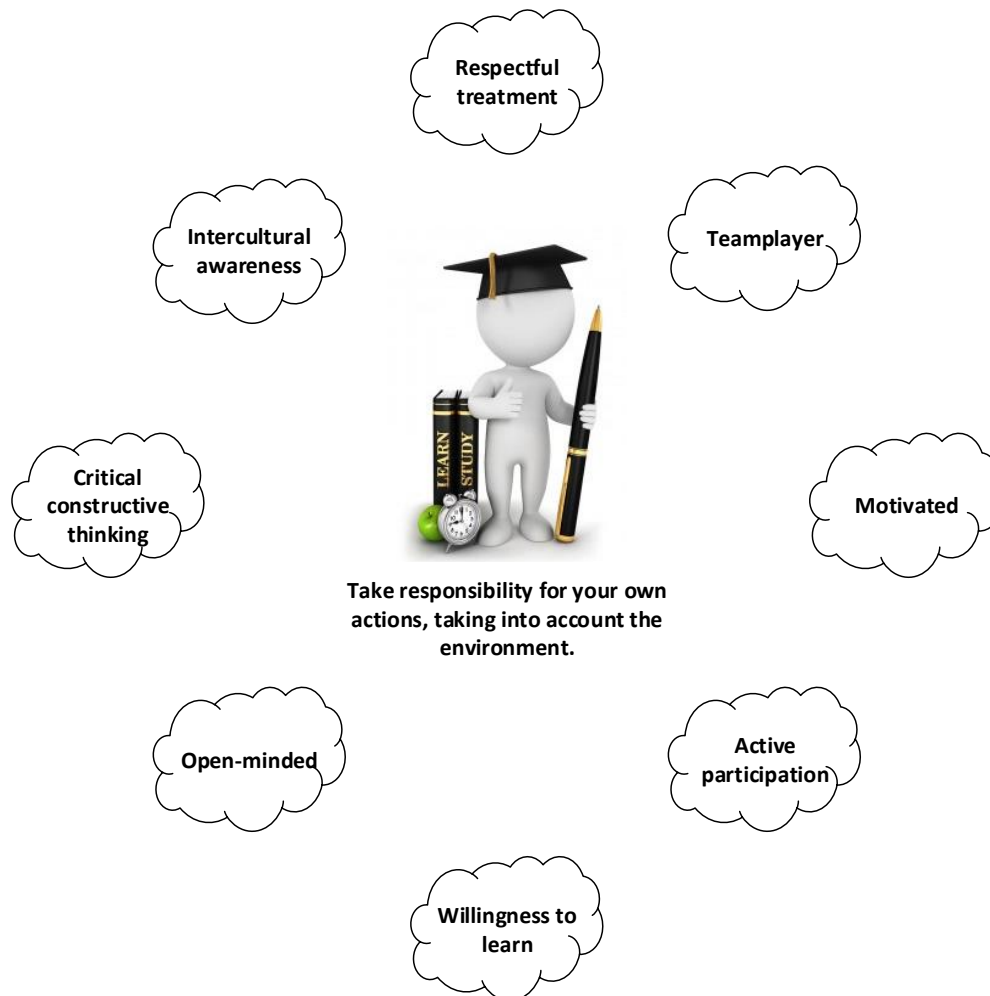 Respectful
treatment
Intercultural
awareness
Teamplayer
LEARN
STUDY
Critical
constructive
thinking
Motivated
Take responsibility for your own
actions, taking into account the
environment.
Open-minded
Active
participation
Willingness to
learn